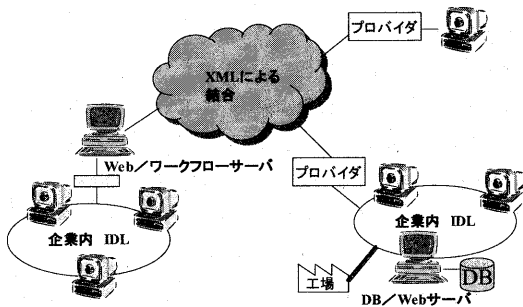 プロバイダ
XMLによる
結合
Web/ワークフローサーバ
プロバイダ
企業内 IDL
企業内 IDL
工場
DB
DB/Webサーバ